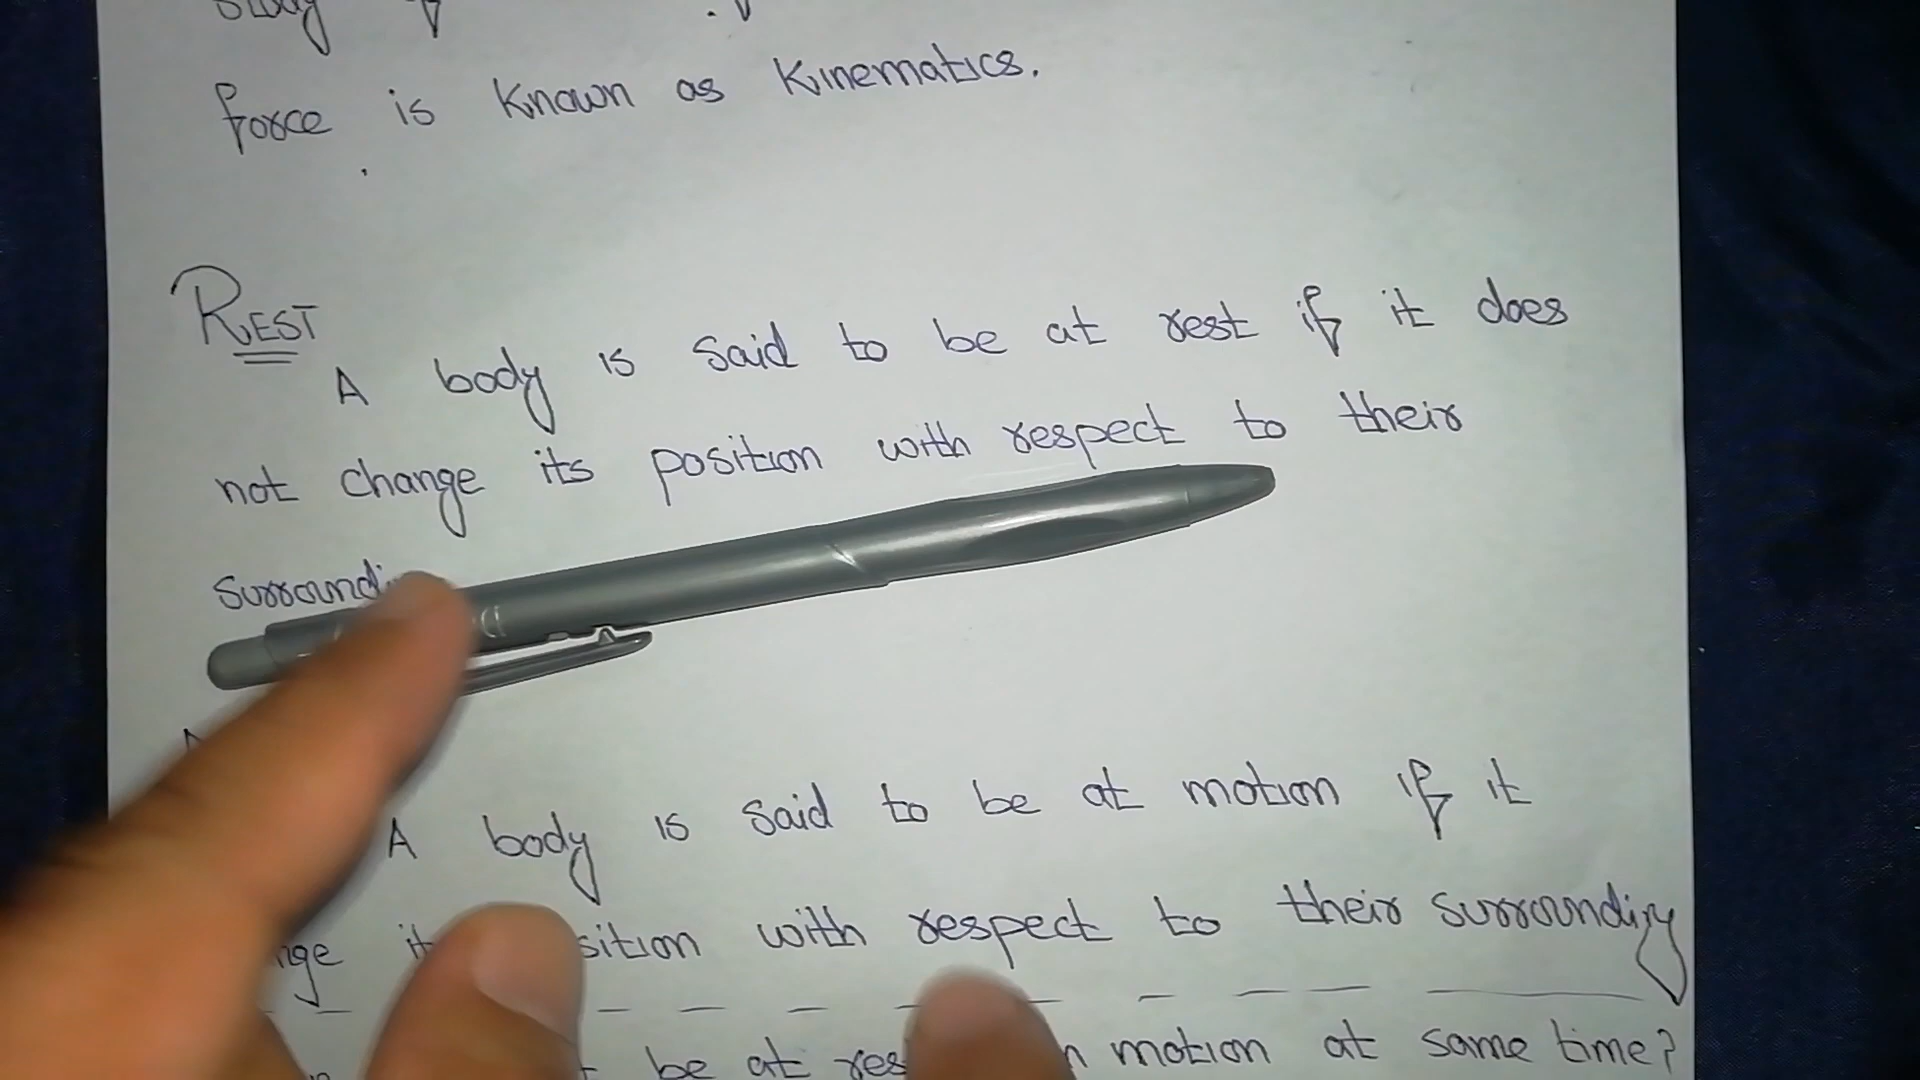 force is known as Kinematics.
REST
A body is said to be at rest if it does
not change its position with respect to their
A body is said to be at motion if it
with respect to their surrounding
be at motion at same time?